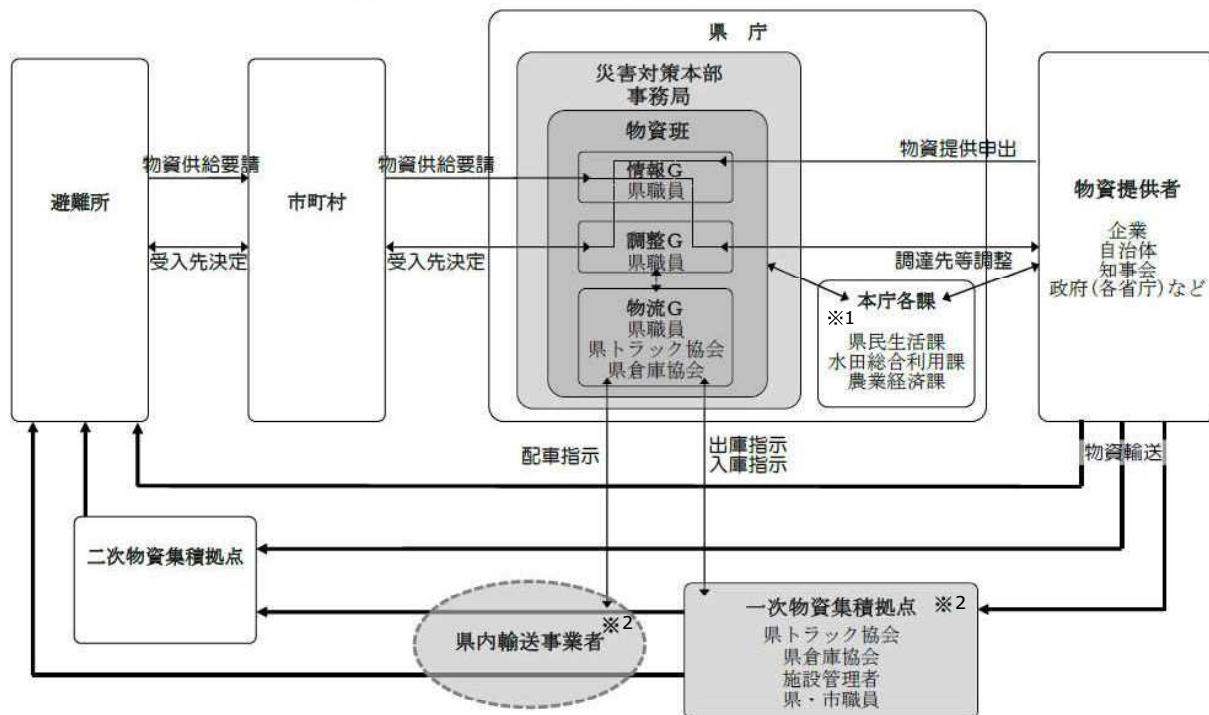 県 庁
災害対策本部
事務局
物資班
情報G
県職員
調整G
県職員
物流G
県職員
県トラック協会
県倉庫協会
避難所
物資供給要請
受入先決定
市町村
物資供給要請
受入先決定
物資提供申出
調達先等調整
本庁各課
※1
県民生活課
水田総合利用課
農業経済課
物資提供者
企業
自治体
知事会
政府(各省庁)など
配車指示
出庫指示
入庫指示
物資輸送
二次物資集積拠点
県内輸送事業者※2
一次物資集積拠点 ※2
県トラック協会
県倉庫協会
施設管理者
県・市職員